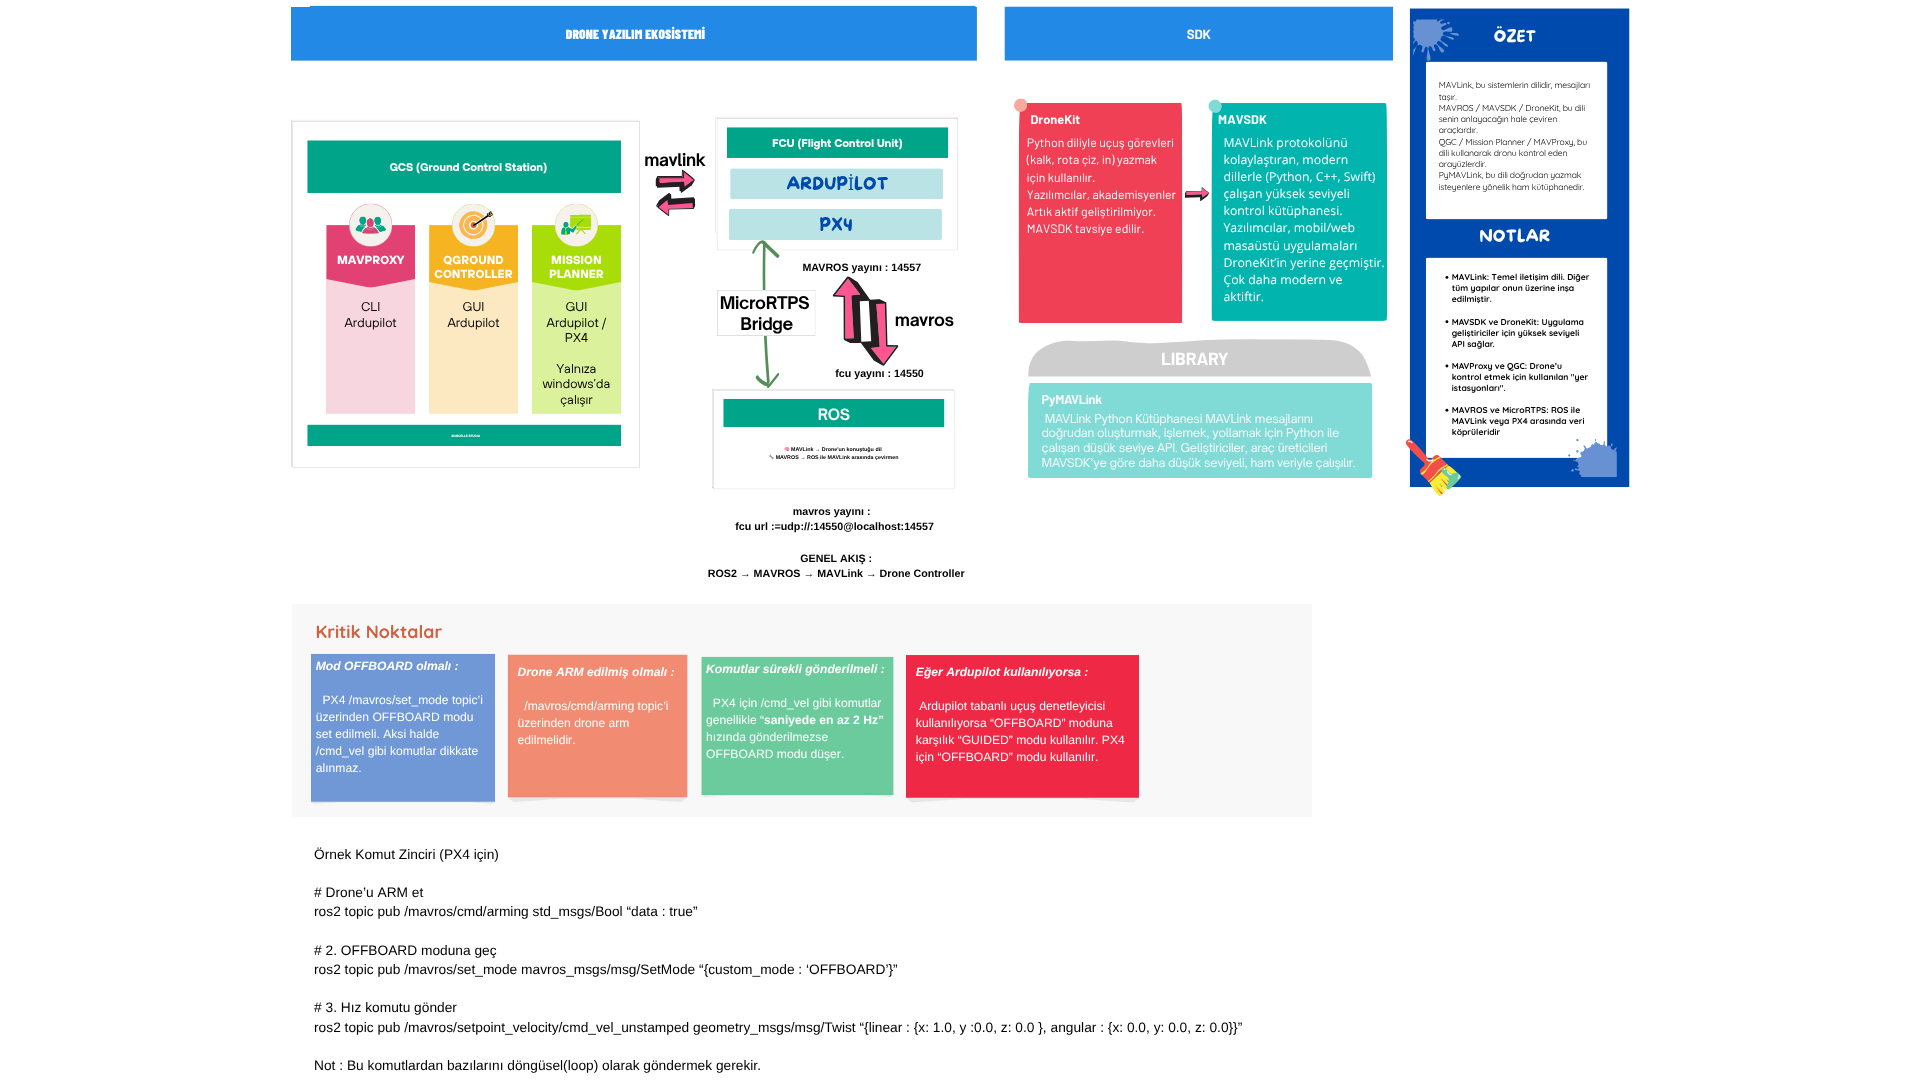 DRONE YAZILIM EKOSİSTEMİ
GCS (Ground Control Station)
MAVPROXY
CLI
Ardupilot
QGROUND
CONTROLLER
GUI
Ardupilot
MISSION
PLANNER
GUI
Ardupilot /
PX4
Yalnıza
windows'da
çalışır
mavlink
FCU (Flight Control Unit)
ARDUPİLOT
PX4
MAVROS yayını : 14557
MicroRTPS
Bridge
mavros
fcu yayını : 14550
ROS
MAVLink → Drone'un konuştuğu dil
MAVROS → ROS ile MAVLink arasında çevirmen
mavros yayını :
fcu url :=udp://:14550@localhost:14557
GENEL AKIŞ :
ROS2 → MAVROS → MAVLink → Drone Controller
SDK
DroneKit
Python diliyle uçuş görevleri
(kalk, rota çiz, in) yazmak
için kullanılır.
Yazılımcılar, akademisyenler
Artık aktif geliştirilmiyor.
MAVSDK tavsiye edilir.
MAVSDK
MAVLink protokolünü
kolaylaştıran, modern
dillerle (Python, C++, Swift)
çalışan yüksek seviyeli
kontrol kütüphanesi.
Yazılımcılar, mobil/web
masaüstü uygulamaları
DroneKit'in yerine geçmiştir.
Çok daha modern ve
aktiftir.
LIBRARY
PyMAVLink
MAVLink Python Kütüphanesi MAVLink mesajlarını
doğrudan oluşturmak, işlemek, yollamak için Python ile
çalışan düşük seviye API. Geliştiriciler, araç üreticileri
MAVSDK'ye göre daha düşük seviyeli, ham veriyle çalışılır.
ÖZET
MAVLink, bu sistemlerin dilidir, mesajları
taşır.
MAVROS / MAVSDK / DroneKit, bu dili
senin anlayacağın hale çeviren
araçlardır.
QGC / Mission Planner / MAVProxy, bu
dili kullanarak dronu kontrol eden
arayüzlerdir.
PyMAVLink, bu dili doğrudan yazmak
isteyenlere yönelik ham kütüphanedir.
NOTLAR
• MAVLink: Temel iletişim dili. Diğer
tüm yapılar onun üzerine inşa
edilmiştir.
• MAVSDK ve DroneKit: Uygulama
geliştiriciler için yüksek seviyeli
API sağlar.
• MAVProxy ve QGC: Drone'u
kontrol etmek için kullanılan "yer
istasyonları".
• MAVROS ve MicroRTPS: ROS ile
MAVLink veya PX4 arasında veri
köprüleridir
Kritik Noktalar
Mod OFFBOARD olmalı :
PX4 /mavros/set_mode topic'i
üzerinden OFFBOARD modu
set edilmeli. Aksi halde
/cmd_vel gibi komutlar dikkate
alınmaz.
Drone ARM edilmiş olmalı :
/mavros/cmd/arming topic'i
üzerinden drone arm
edilmelidir.
Komutlar sürekli gönderilmeli :
PX4 için /cmd_vel gibi komutlar
genellikle “saniyede en az 2 Hz”
hızında gönderilmezse
OFFBOARD modu düşer.
Eğer Ardupilot kullanılıyorsa :
Ardupilot tabanlı uçuş denetleyicisi
kullanılıyorsa “OFFBOARD” moduna
karşılık “GUIDED” modu kullanılır. PX4
için “OFFBOARD” modu kullanılır.
Örnek Komut Zinciri (PX4 için)
# Drone'u ARM et
ros2 topic pub /mavros/cmd/arming std_msgs/Bool “data : true”
# 2. OFFBOARD moduna geç
ros2 topic pub /mavros/set_mode mavros_msgs/msg/SetMode “{custom_mode : ‘OFFBOARD’}”
# 3. Hız komutu gönder
ros2 topic pub /mavros/setpoint_velocity/cmd_vel_unstamped geometry_msgs/msg/Twist “{linear : {x: 1.0, y :0.0, z: 0.0 }, angular : {x: 0.0, y: 0.0, z: 0.0}}”
Not : Bu komutlardan bazılarını döngüsel(loop) olarak göndermek gerekir.